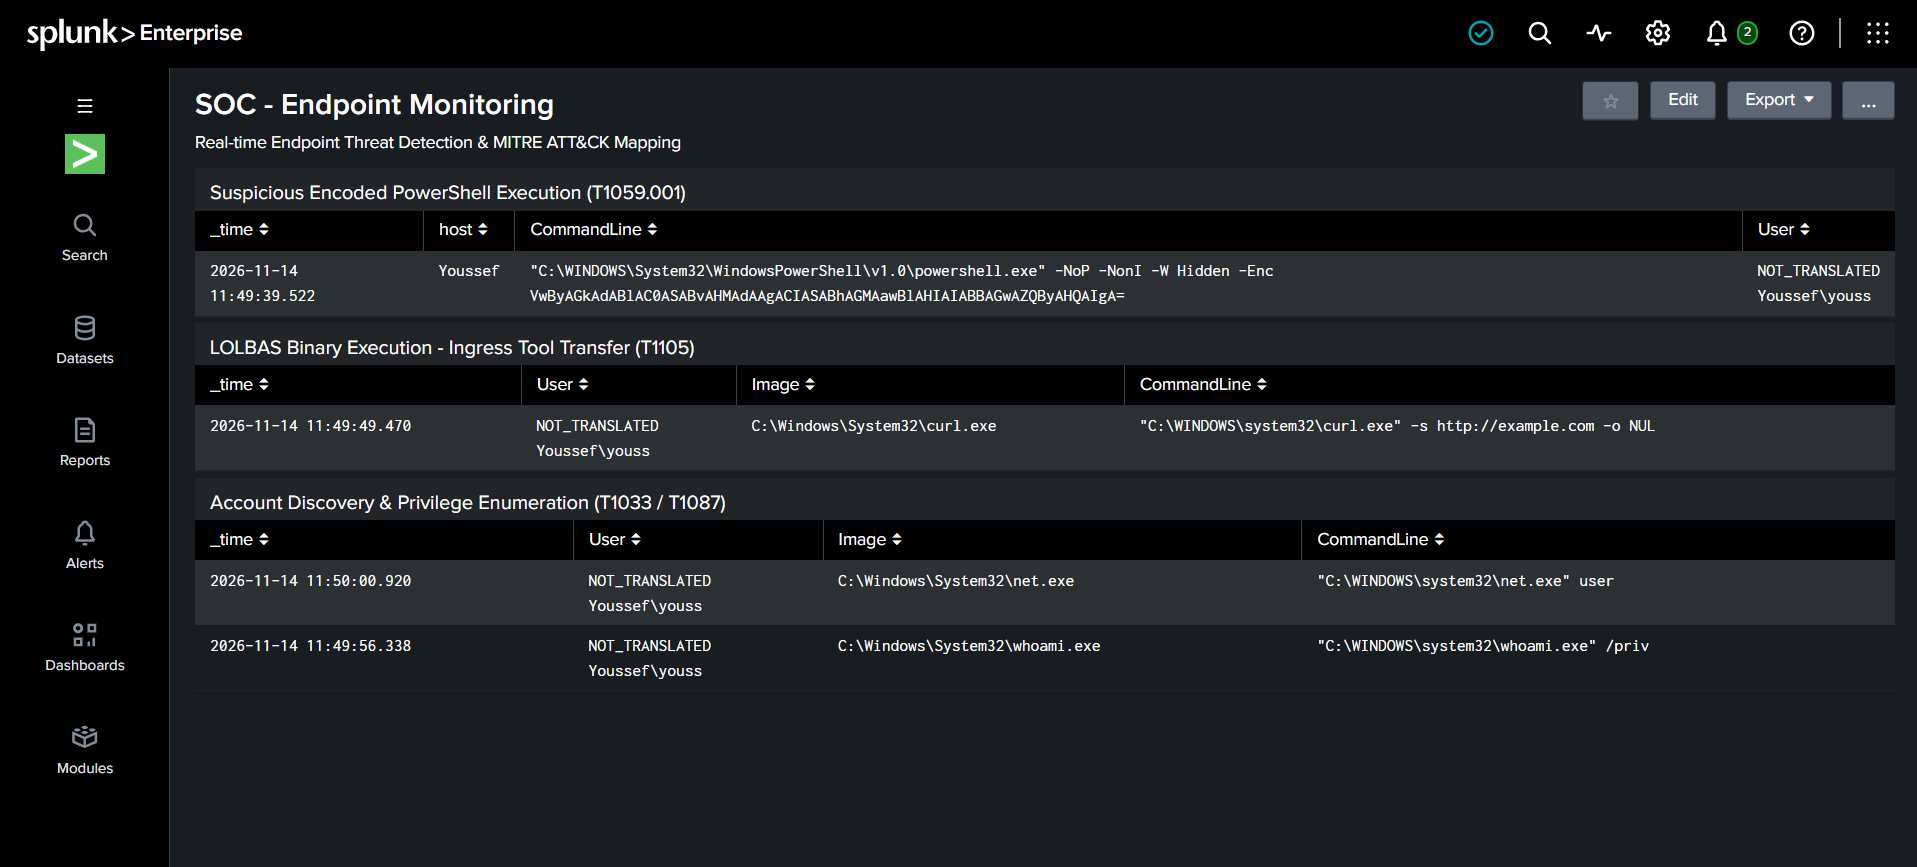 splunk>Enterprise
2
SOC - Endpoint Monitoring
Edit
Export
...
Real-time Endpoint Threat Detection & MITRE ATT&CK Mapping
Search
Datasets
Reports
Alerts
Dashboards
Modules
Suspicious Encoded PowerShell Execution (T1059.001)
_time host CommandLine User
2026-11-14 Youssef "C:\WINDOWS\System32\WindowsPowerShell\v1.0\powershell.exe" -NoP -NonI -W Hidden -Enc NOT_TRANSLATED
11:49:39.522 VwByAGkAdABlAC0ASABvAHMAdAAgACIASABhAGMAawBlAHIAIABBAGwAZQByAHQAIgA= Youssef\youss
LOLBAS Binary Execution - Ingress Tool Transfer (T1105)
_time User Image CommandLine
2026-11-14 11:49:49.470 NOT_TRANSLATED C:\Windows\System32\curl.exe "C:\WINDOWS\system32\curl.exe" -s http://example.com -o NUL
Youssef\youss
Account Discovery & Privilege Enumeration (T1033 / T1087)
_time User Image CommandLine
2026-11-14 11:50:00.920 NOT_TRANSLATED C:\Windows\System32\net.exe "C:\WINDOWS\system32\net.exe" user
Youssef\youss
2026-11-14 11:49:56.338 NOT_TRANSLATED C:\Windows\System32\whoami.exe "C:\WINDOWS\system32\whoami.exe" /priv
Youssef\youss